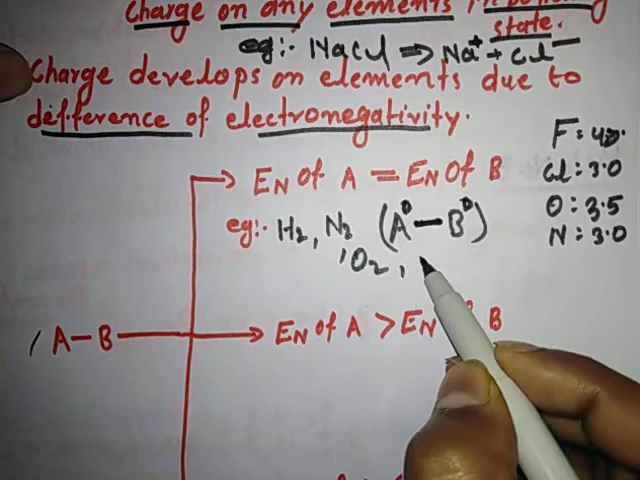 Charge on any elements in
state.
eg:- NaCl ⇒ Na⁺ + Cl⁻
Charge develops on elements due to
difference of electronegativity.
F : 4.0
Cl : 3.0
O : 3.5
N : 3.0
EN of A = EN of B
eg:- H₂, N₂ (A⁰ – B⁰)
, O₂,
A–B
EN of A > EN B